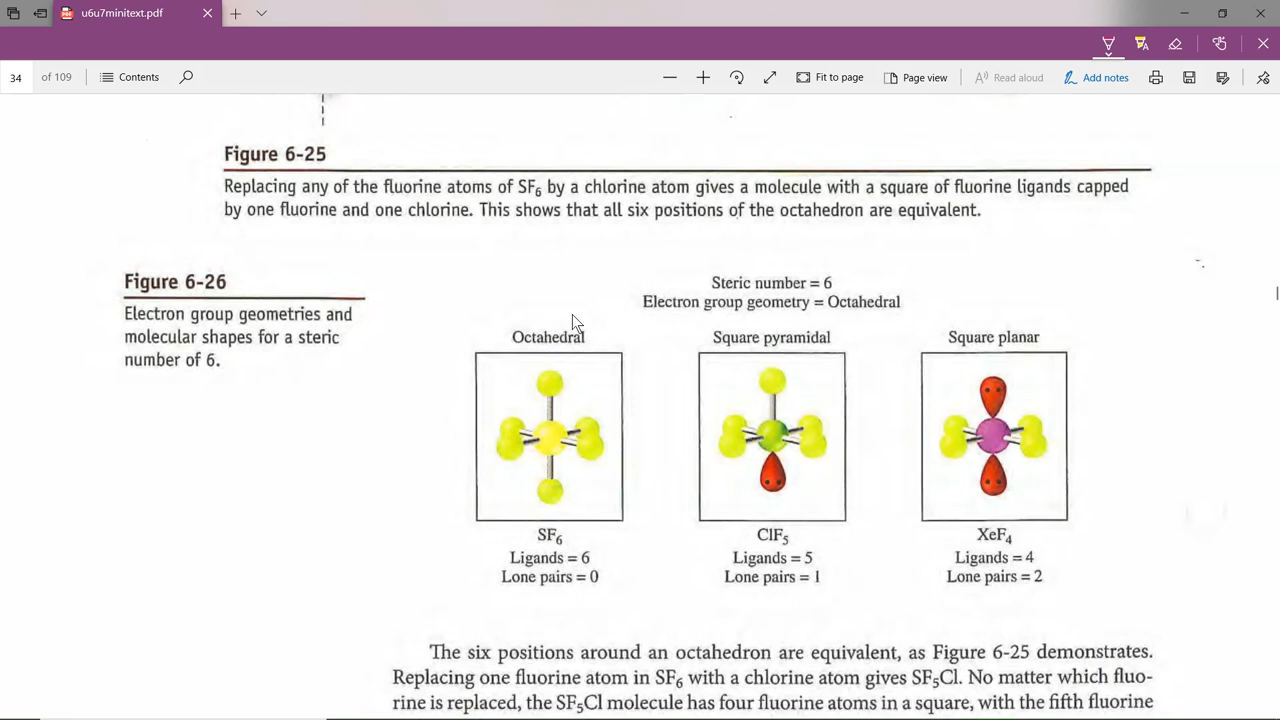 u6u7minitext.pdf
34 of 109 Contents Fit to page Page view Read aloud Add notes
Figure 6-25
Replacing any of the fluorine atoms of SF6 by a chlorine atom gives a molecule with a square of fluorine ligands capped
by one fluorine and one chlorine. This shows that all six positions of the octahedron are equivalent.
Figure 6-26
Electron group geometries and
molecular shapes for a steric
number of 6.
Steric number = 6
Electron group geometry = Octahedral
Octahedral Square pyramidal Square planar
SF6 ClF5 XeF4
Ligands = 6 Ligands = 5 Ligands = 4
Lone pairs = 0 Lone pairs = 1 Lone pairs = 2
The six positions around an octahedron are equivalent, as Figure 6-25 demonstrates.
Replacing one fluorine atom in SF6 with a chlorine atom gives SF5Cl. No matter which fluo-
rine is replaced, the SF5Cl molecule has four fluorine atoms in a square, with the fifth fluorine